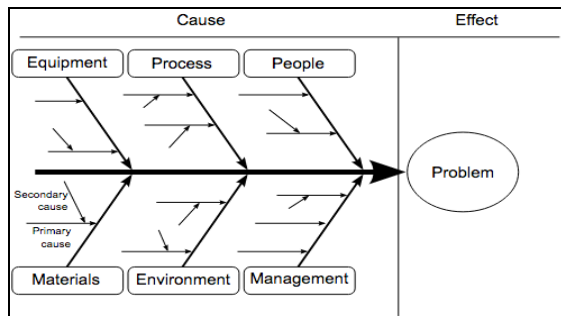 Cause
Effect
Equipment
Process
People
Problem
Secondary
cause
Primary
cause
Materials
Environment
Management